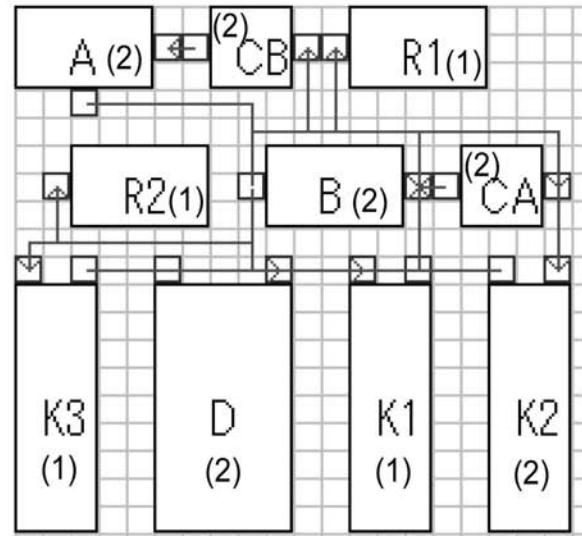 A (2)
(2)
CB
R1(1)
R2(1)
B (2)
(2)
CA
K3
(1)
D
(2)
K1
(1)
K2
(2)